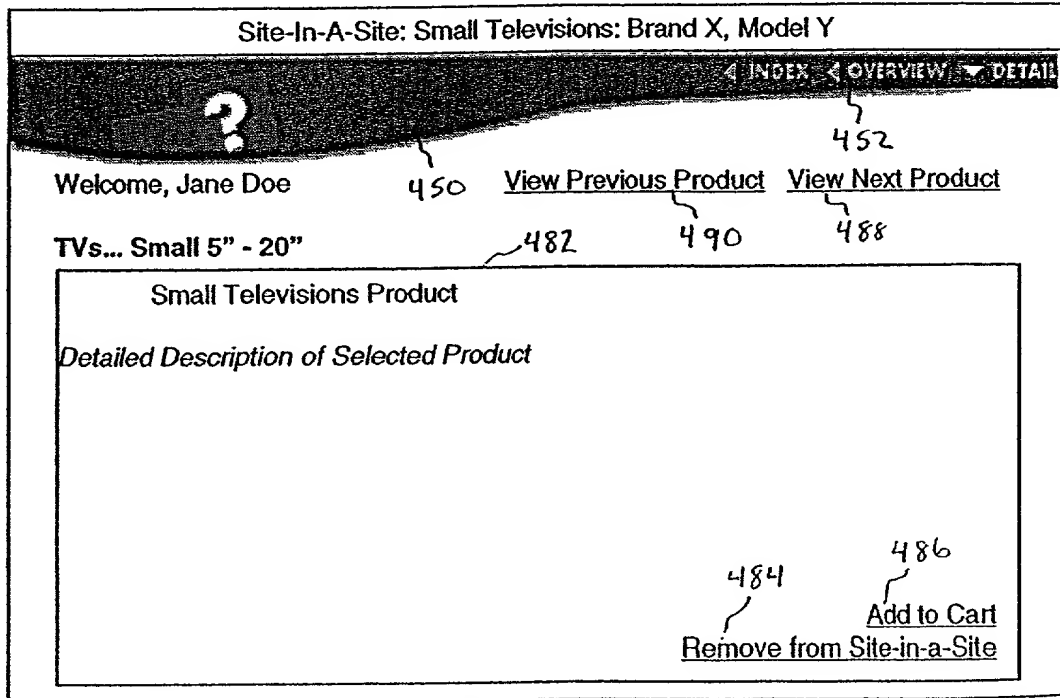 Site-In-A-Site: Small Televisions: Brand X, Model Y
INDEX OVERVIEW DETAIL
?
452
Welcome, Jane Doe 450 View Previous Product View Next Product
TVs... Small 5" - 20" 482 490 488
Small Televisions Product
Detailed Description of Selected Product
486
484
Add to Cart
Remove from Site-in-a-Site